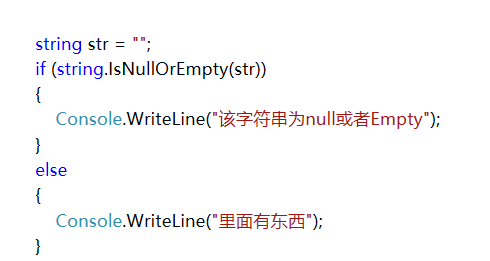 string str = "";
if (string.IsNullOrEmpty(str))
{
    Console.WriteLine("该字符串为null或者Empty");
}
else
{
    Console.WriteLine("里面有东西");
}